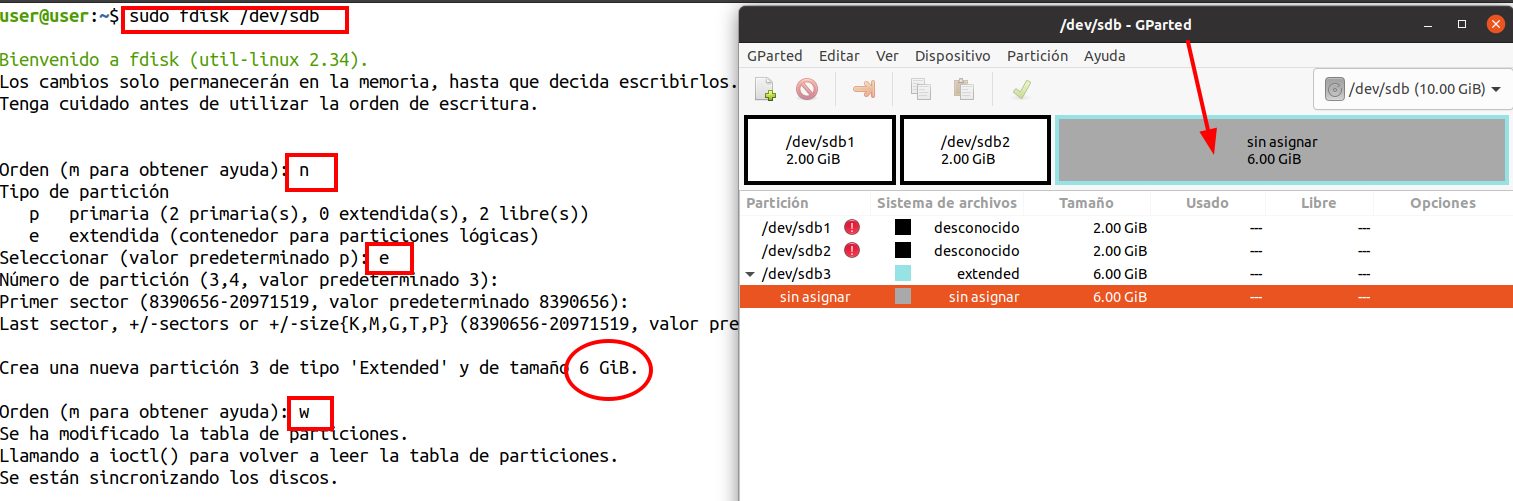 user@user:~$ sudo fdisk /dev/sdb
Bienvenido a fdisk (util-linux 2.34).
Los cambios solo permanecerán en la memoria, hasta que decida escribirlos.
Tenga cuidado antes de utilizar la orden de escritura.
Orden (m para obtener ayuda): n
Tipo de partición
p   primaria (2 primaria(s), 0 extendida(s), 2 libre(s))
e   extendida (contenedor para particiones lógicas)
Seleccionar (valor predeterminado p): e
Número de partición (3,4, valor predeterminado 3):
Primer sector (8390656-20971519, valor predeterminado 8390656):
Last sector, +/-sectors or +/-size{K,M,G,T,P} (8390656-20971519, valor pre
Crea una nueva partición 3 de tipo 'Extended' y de tamaño 6 GiB.
Orden (m para obtener ayuda): w
Se ha modificado la tabla de particiones.
Llamando a ioctl() para volver a leer la tabla de particiones.
Se están sincronizando los discos.
/dev/sdb - GParted
GParted Editar Ver Dispositivo Partición Ayuda
/dev/sdb (10.00 GiB)
/dev/sdb1 /dev/sdb2 sin asignar
2.00 GiB 2.00 GiB 6.00 GiB
Partición Sistema de archivos Tamaño Usado Libre Opciones
/dev/sdb1 desconocido 2.00 GiB --- ---
/dev/sdb2 desconocido 2.00 GiB --- ---
/dev/sdb3 extended 6.00 GiB --- ---
sin asignar sin asignar 6.00 GiB --- ---